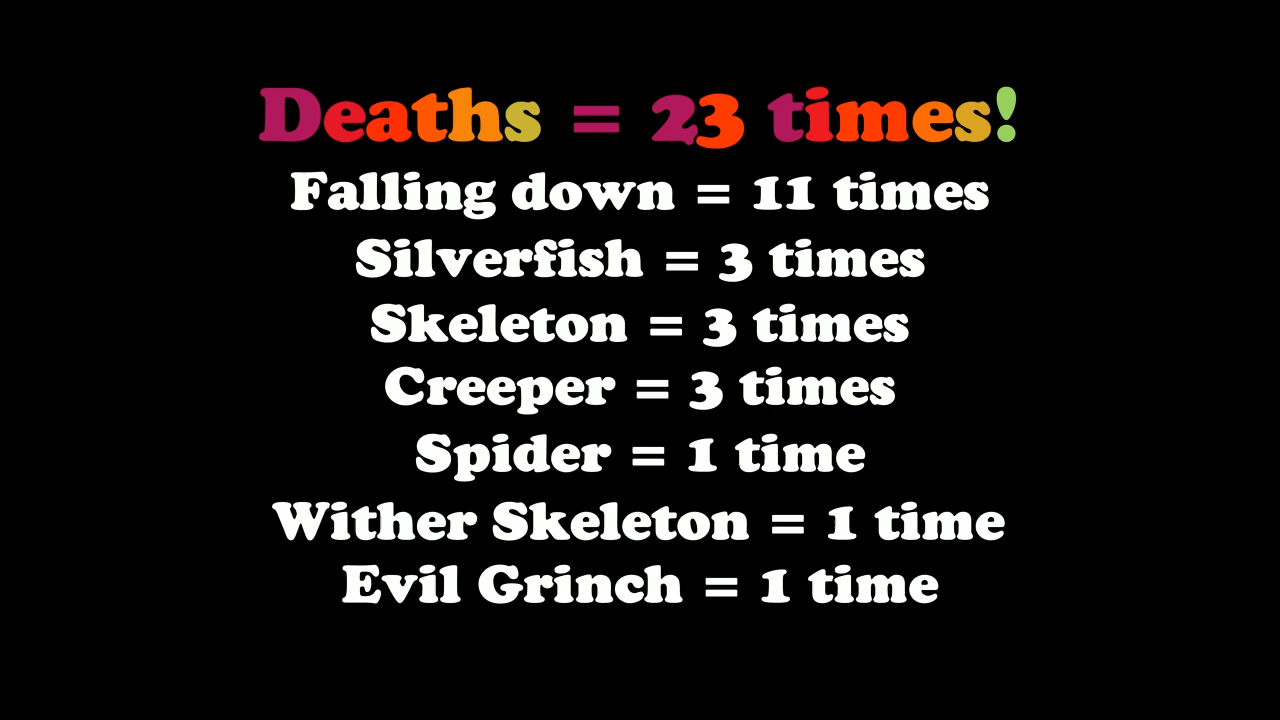 Deaths = 23 times!
Falling down = 11 times
Silverfish = 3 times
Skeleton = 3 times
Creeper = 3 times
Spider = 1 time
Wither Skeleton = 1 time
Evil Grinch = 1 time